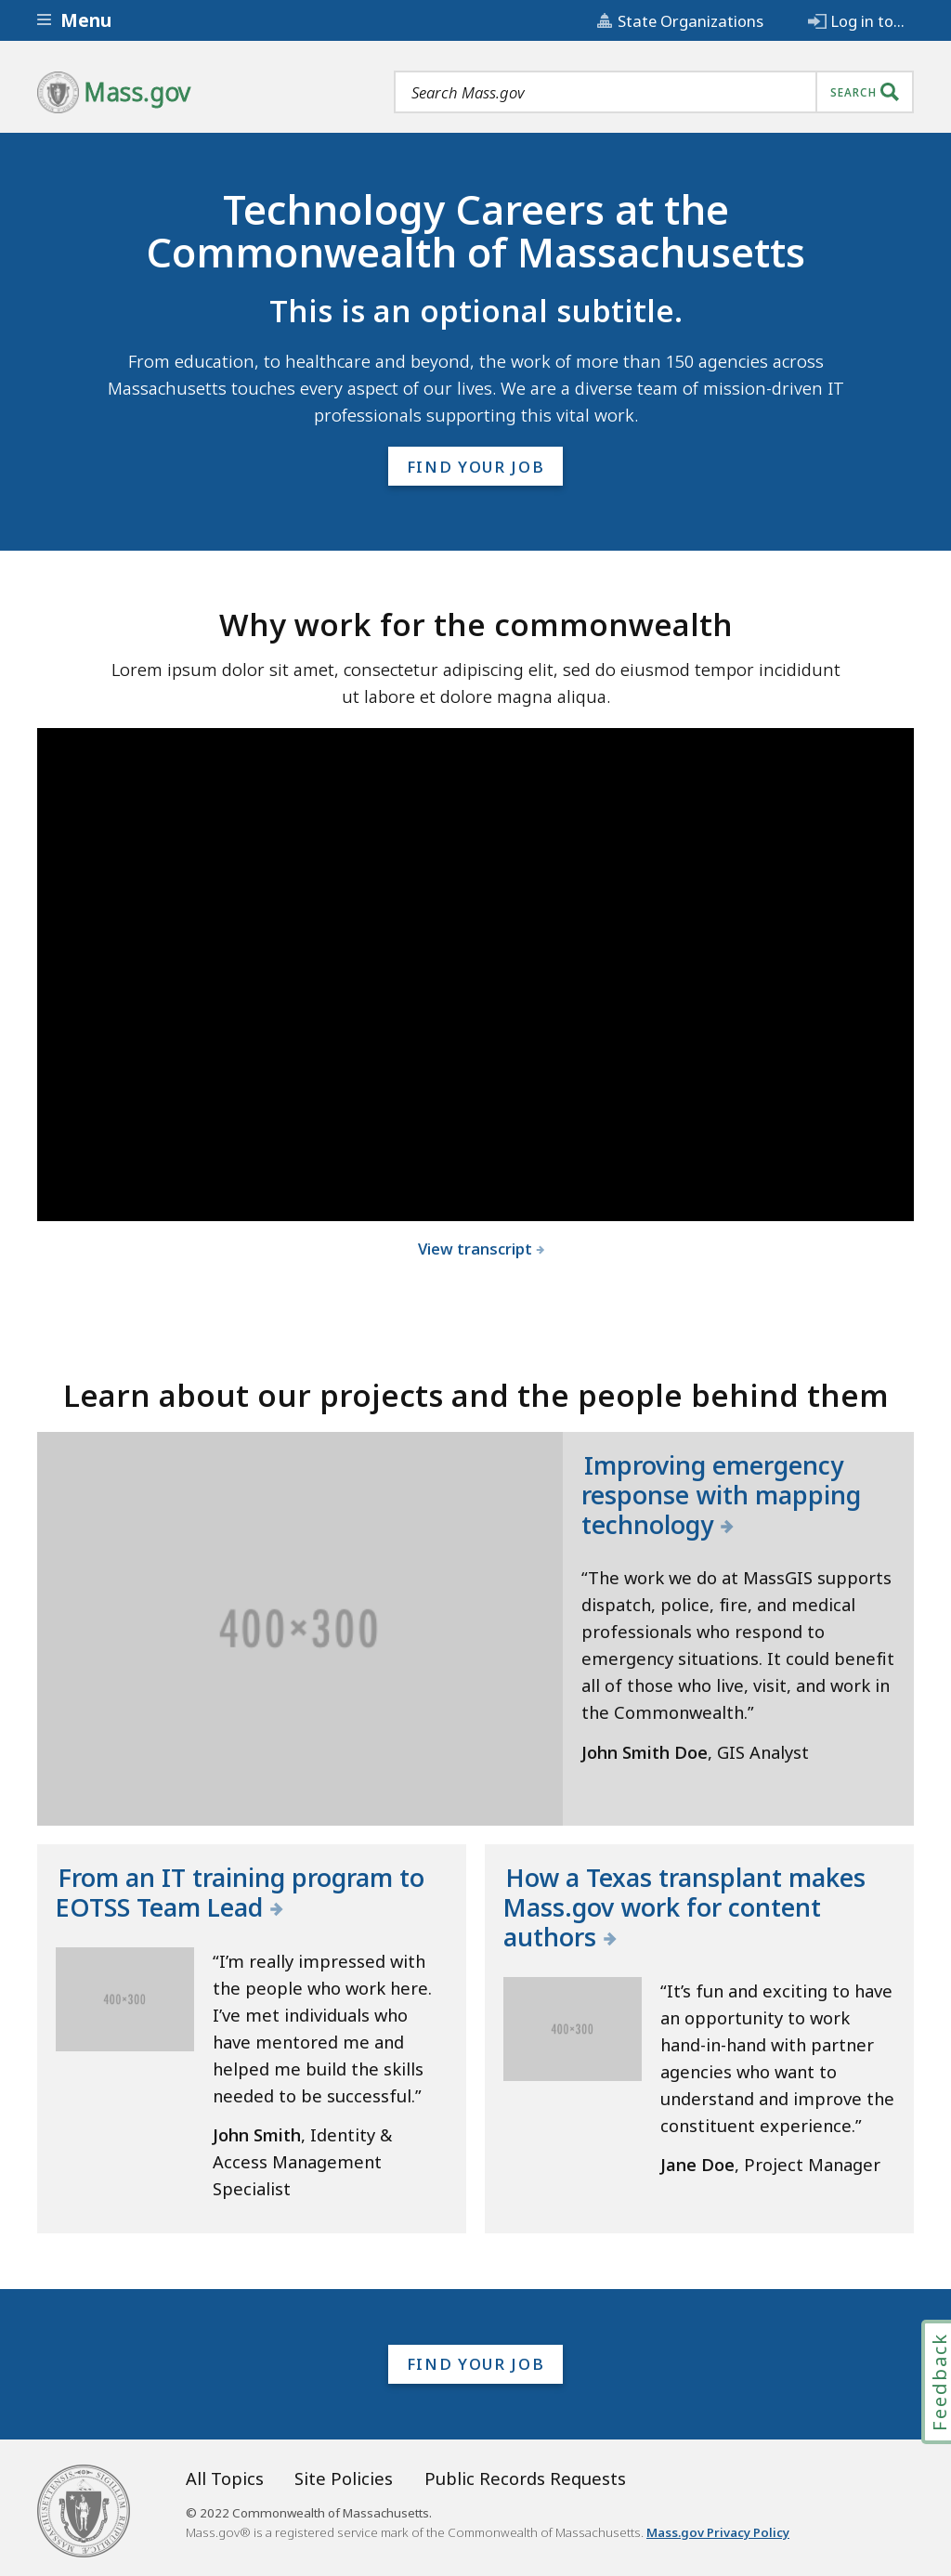 Menu
State Organizations
Log in to...
Mass.gov
Search Mass.gov
SEARCH
Technology Careers at the
Commonwealth of Massachusetts
This is an optional subtitle.
From education, to healthcare and beyond, the work of more than 150 agencies across
Massachusetts touches every aspect of our lives. We are a diverse team of mission-driven IT
professionals supporting this vital work.
FIND YOUR JOB
Why work for the commonwealth
Lorem ipsum dolor sit amet, consectetur adipiscing elit, sed do eiusmod tempor incididunt
ut labore et dolore magna aliqua.
View transcript
Learn about our projects and the people behind them
400×300
Improving emergency
response with mapping
technology
“The work we do at MassGIS supports
dispatch, police, fire, and medical
professionals who respond to
emergency situations. It could benefit
all of those who live, visit, and work in
the Commonwealth.”
John Smith Doe, GIS Analyst
From an IT training program to
EOTSS Team Lead
400×300
“I’m really impressed with
the people who work here.
I’ve met individuals who
have mentored me and
helped me build the skills
needed to be successful.”
John Smith, Identity &
Access Management
Specialist
How a Texas transplant makes
Mass.gov work for content
authors
400×300
“It’s fun and exciting to have
an opportunity to work
hand-in-hand with partner
agencies who want to
understand and improve the
constituent experience.”
Jane Doe, Project Manager
FIND YOUR JOB
Feedback
All Topics
Site Policies
Public Records Requests
© 2022 Commonwealth of Massachusetts.
Mass.gov® is a registered service mark of the Commonwealth of Massachusetts. Mass.gov Privacy Policy